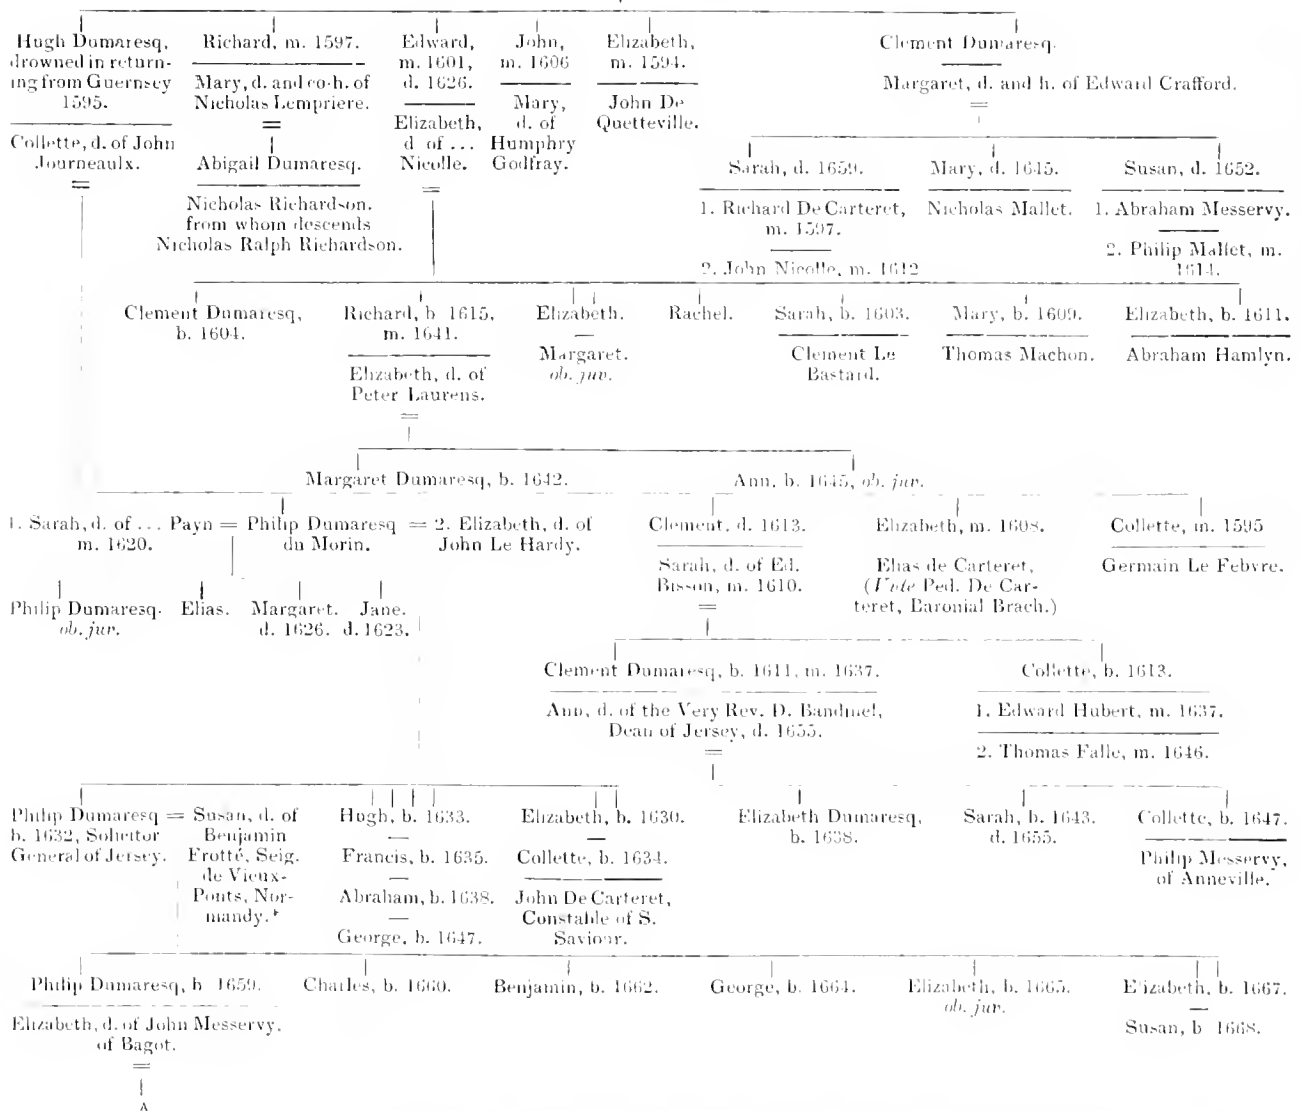 Hugh Dumaresq,
drowned in return-
ing from Guernsey
1595.
Collette, d. of John
Journeaulx.
Richard, m. 1597.
Mary, d. and co-h. of
Nicholas Lempriere.
=
Abigail Dumaresq.
Nicholas Richardson.
from whom descends
Nicholas Ralph Richardson.
Edward,
m. 1601,
d. 1626.
Elizabeth,
d of ...
Nicolle.
=
John,
m. 1606
Mary,
d. of
Humphry
Godfray.
Elizabeth,
m. 1594.
John De
Quetteville.
Clement Dumaresq.
Margaret, d. and h. of Edward Crafford.
=
Sarah, d. 1659.
1. Richard De Carteret,
m. 1597.
2. John Nicolle, m. 1612
Mary, d. 1645.
Nicholas Mallet.
Susan, d. 1652.
1. Abraham Messervy.
2. Philip Mallet, m.
1614.
Clement Dumaresq,
b. 1604.
Richard, b 1615,
m. 1641.
Elizabeth, d. of
Peter Laurens.
=
Elizabeth.
Margaret.
ob. juv.
Rachel.
Sarah, b. 1603.
Clement Le
Bastard.
Mary, b. 1609.
Thomas Machon.
Elizabeth, b. 1611.
Abraham Hamlyn.
Margaret Dumaresq, b. 1642.
Ann, b. 1645, ob. juv.
1. Sarah, d. of ... Payn = Philip Dumaresq = 2. Elizabeth, d. of
m. 1620. du Morin. John Le Hardy.
Clement, d. 1613.
Sarah, d. of Ed.
Bisson, m. 1610.
=
Elizabeth, m. 1608.
Elias de Carteret,
(Vide Ped. De Car-
teret, Baronial Brach.)
Collette, m. 1595
Germain Le Febvre.
Philip Dumaresq.
ob. juv.
Elias.
Margaret.
d. 1626.
Jane.
d. 1623.
Clement Dumaresq, b. 1611, m. 1637.
Ann, d. of the Very Rev. D. Bandinel,
Dean of Jersey, d. 1655.
=
Collette, b. 1613.
1. Edward Hubert, m. 1637.
2. Thomas Falle, m. 1646.
Philip Dumaresq =
b. 1632, Solicitor
General of Jersey.
Susan, d. of
Benjamin
Frotté, Seig.
de Vieux-
Ponts, Nor-
mandy.*
Hugh, b. 1633.
Francis, b. 1635.
Abraham, b. 1638.
George, b. 1647.
Elizabeth, b. 1630.
Collette, b. 1634.
John De Carteret,
Constable of S.
Saviour.
Elizabeth Dumaresq,
b. 1638.
Sarah, b. 1643.
d. 1655.
Collette, b. 1647.
Philip Messervy,
of Anneville.
Philip Dumaresq, b 1659.
Elizabeth, d. of John Messervy,
of Bagot.
=
A
Charles, b. 1660.
Benjamin, b. 1662.
George, b. 1664.
Elizabeth, b. 1665.
ob. juv.
Elizabeth, b. 1667.
Susan, b 1668.